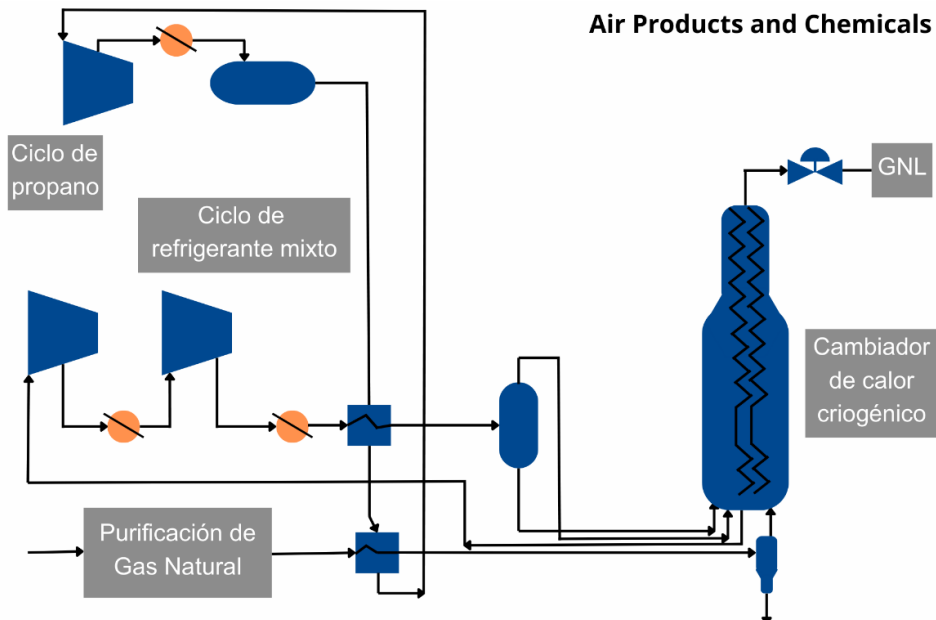 Air Products and Chemicals
Ciclo de
propano
GNL
Ciclo de
refrigerante mixto
Cambiador
de calor
criogénico
Purificación de
Gas Natural